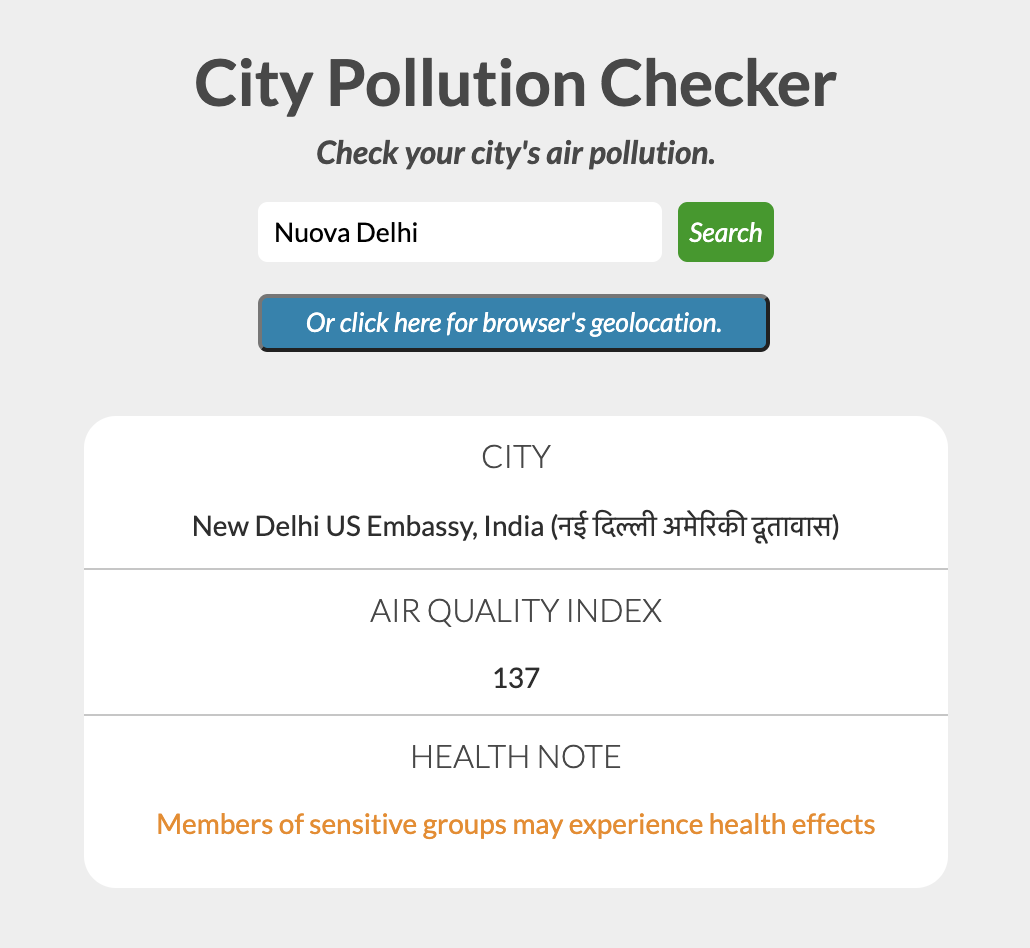 City Pollution Checker
Check your city's air pollution.
Nuova Delhi
Search
Or click here for browser's geolocation.
CITY
New Delhi US Embassy, India (नई दिल्ली अमेरिकी दूतावास)
AIR QUALITY INDEX
137
HEALTH NOTE
Members of sensitive groups may experience health effects